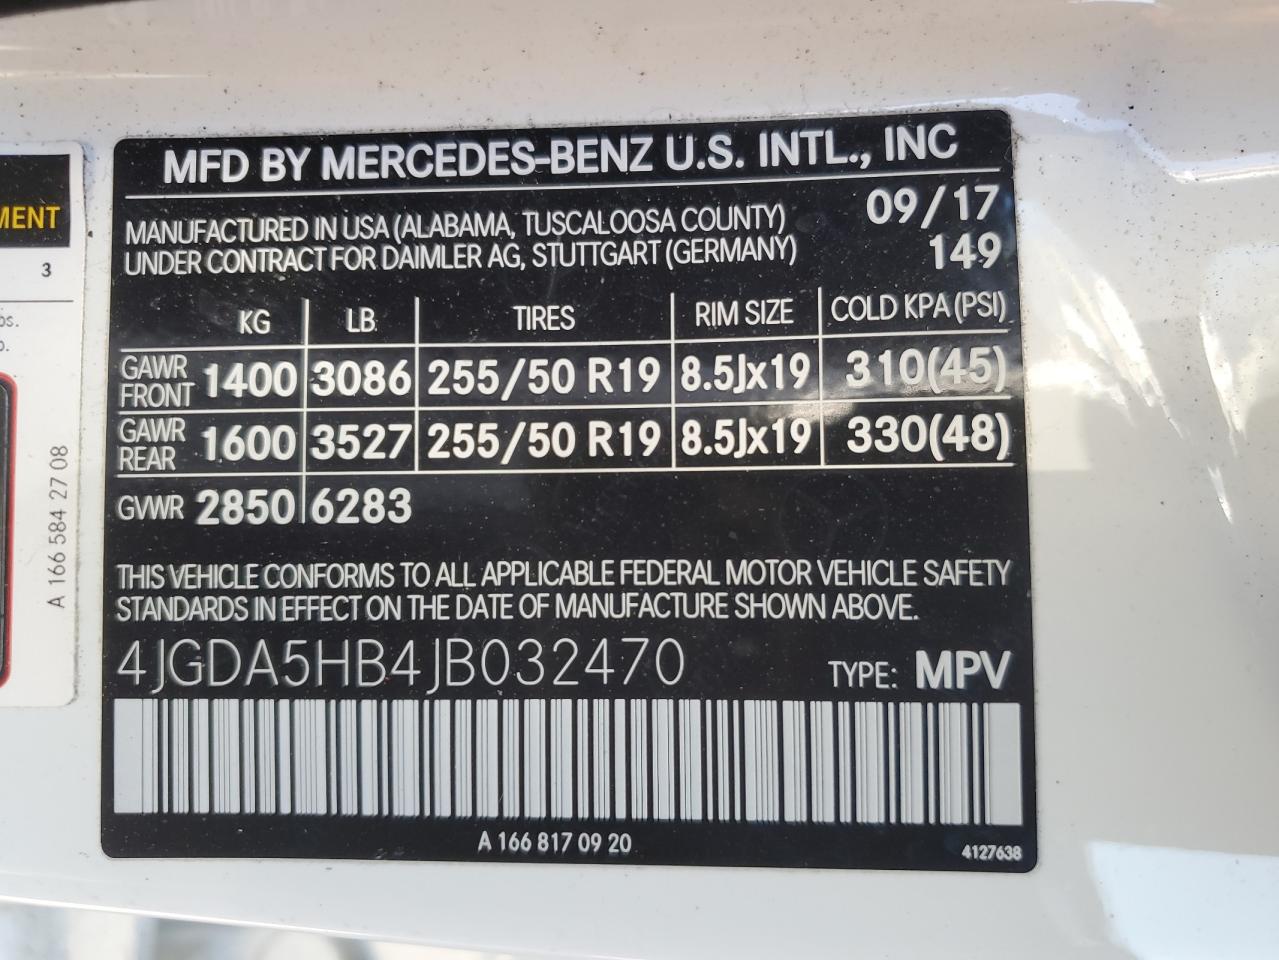 MFD BY MERCEDES-BENZ U.S. INTL., INC
MANUFACTURED IN USA (ALABAMA, TUSCALOOSA COUNTY) 09/17
UNDER CONTRACT FOR DAIMLER AG, STUTTGART (GERMANY) 149
KG LB TIRES RIM SIZE COLD KPA (PSI)
GAWR FRONT 1400 3086 255/50 R19 8.5Jx19 310(45)
GAWR REAR 1600 3527 255/50 R19 8.5Jx19 330(48)
GVWR 2850 6283
THIS VEHICLE CONFORMS TO ALL APPLICABLE FEDERAL MOTOR VEHICLE SAFETY
STANDARDS IN EFFECT ON THE DATE OF MANUFACTURE SHOWN ABOVE.
4JGDA5HB4JB032470 TYPE: MPV
A 166 817 09 20
4127638
MENT
3
A 166 584 27 08